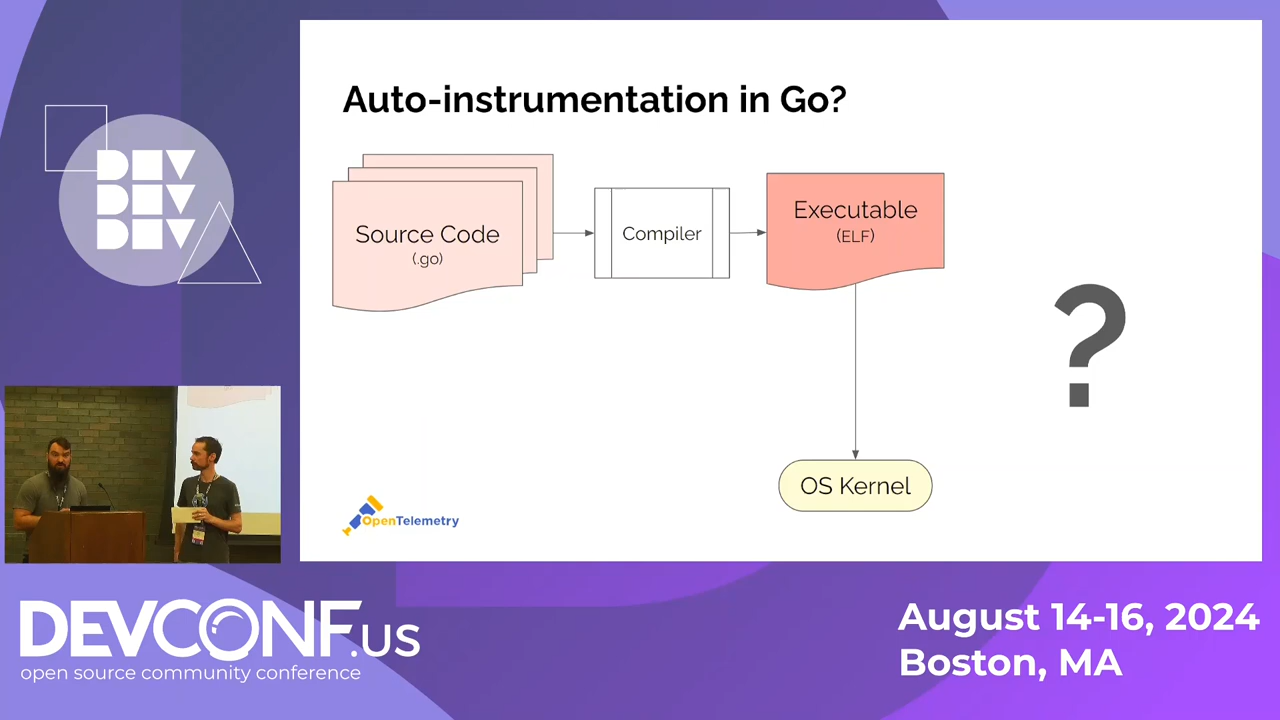 Auto-instrumentation in Go?
Source Code
(.go)
Compiler
Executable
(ELF)
?
OS Kernel
OpenTelemetry
DEV
DEV
DEV
DEVCONF.US
open source community conference
August 14-16, 2024
Boston, MA